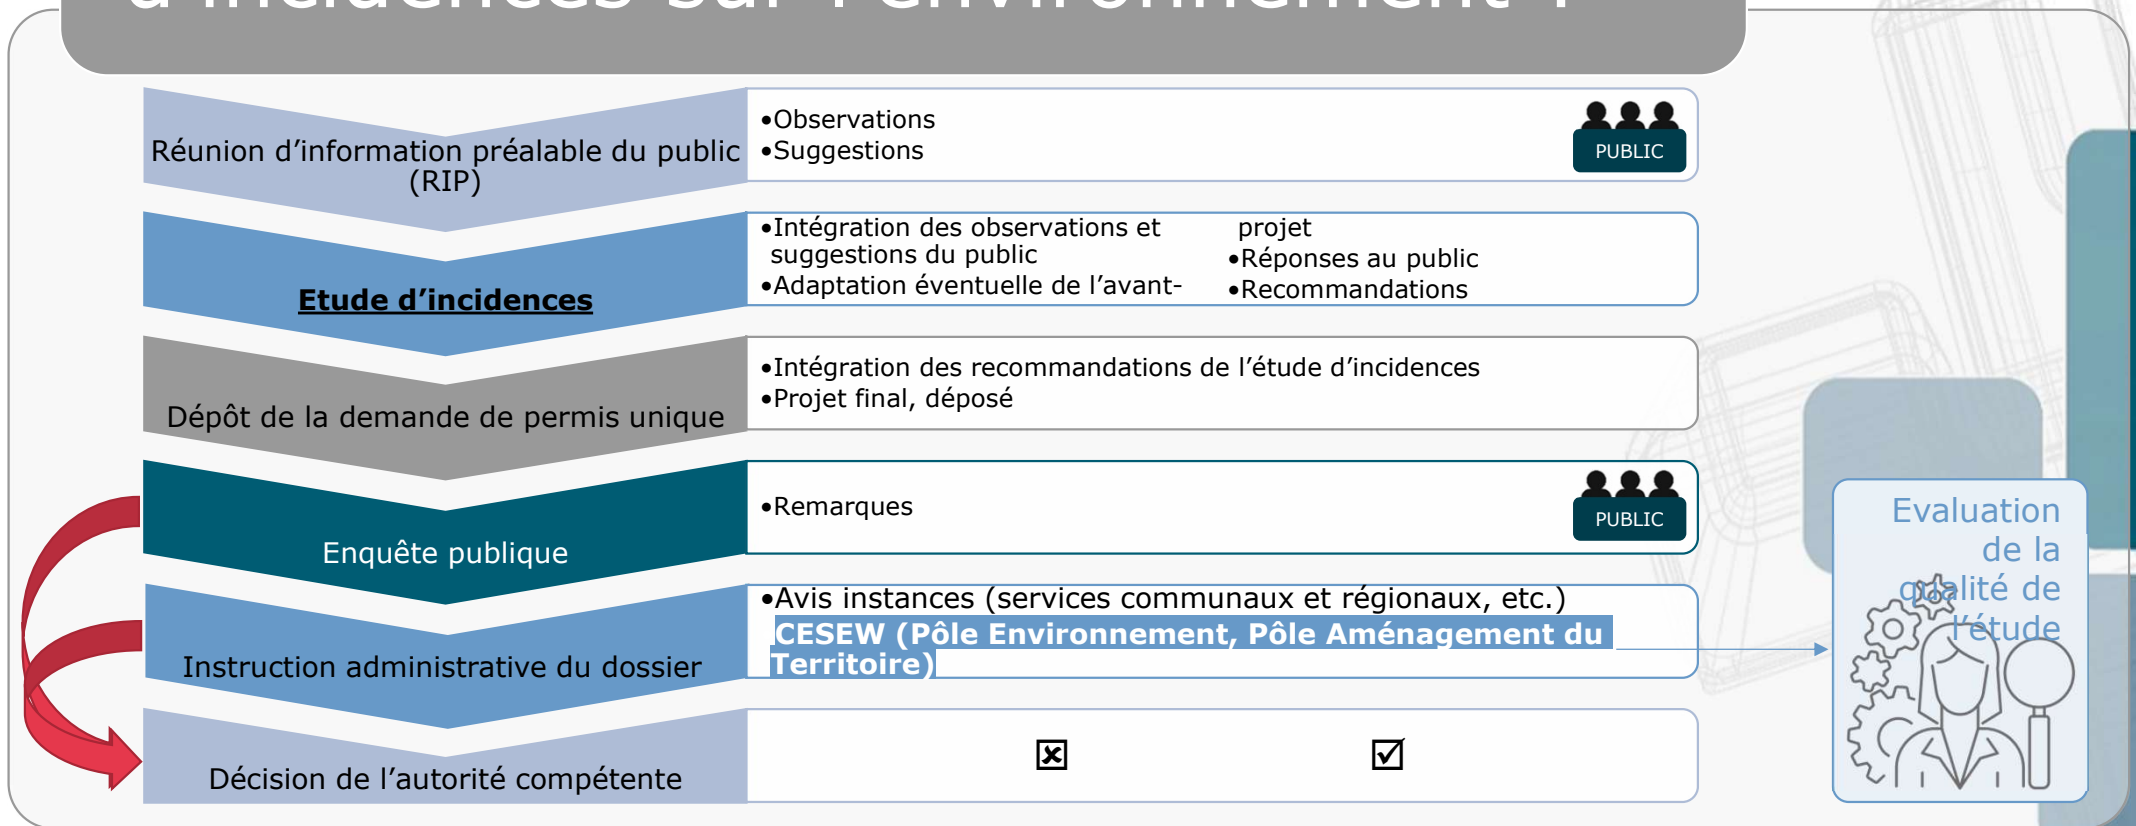 d'incidences sur l'environnement ?
Réunion d’information préalable du public
(RIP)
•Observations
•Suggestions
PUBLIC
Etude d’incidences
•Intégration des observations et
suggestions du public
•Adaptation éventuelle de l’avant-
projet
•Réponses au public
•Recommandations
Dépôt de la demande de permis unique
•Intégration des recommandations de l’étude d’incidences
•Projet final, déposé
Enquête publique
•Remarques
PUBLIC
Instruction administrative du dossier
•Avis instances (services communaux et régionaux, etc.)
CESEW (Pôle Environnement, Pôle Aménagement du
Territoire)
Evaluation
de la
qualité de
l’étude
Décision de l’autorité compétente